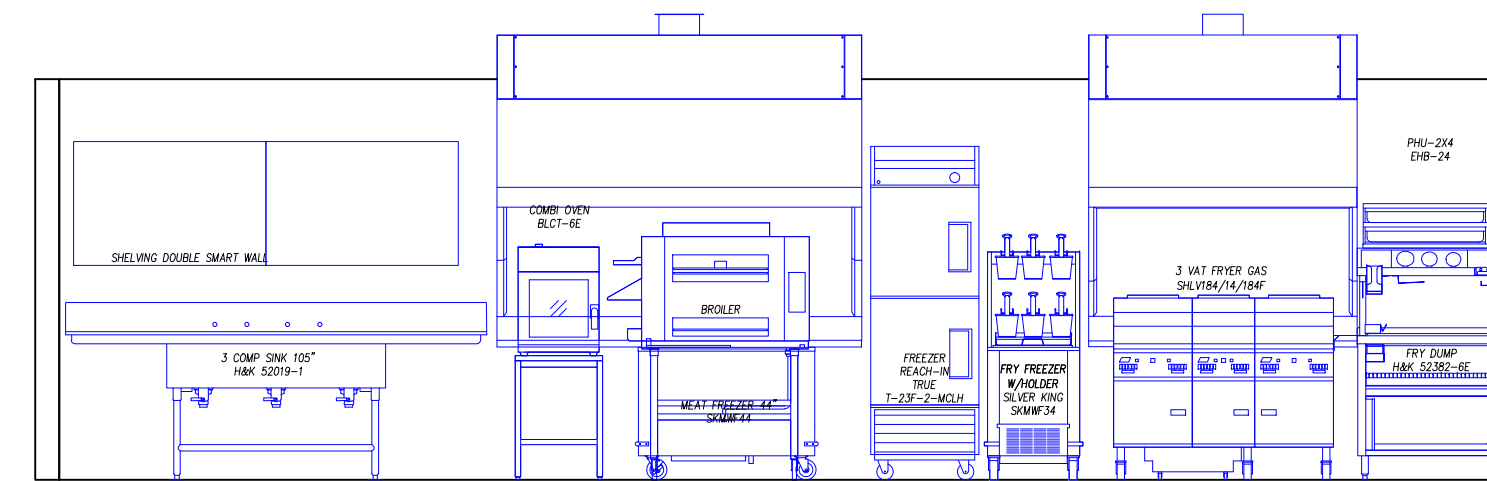 SHELVING DOUBLE SMART WALL
3 COMP SINK 105"
H&K 52019-1
COMBI OVEN
BLCT-6E
BROILER
MEAT FREEZER 44"
SKMWF44
FREEZER
REACH-IN
TRUE
T-23F-2-MCLH
FRY FREEZER
W/HOLDER
SILVER KING
SKMWF34
3 VAT FRYER GAS
SHLV184/14/184F
PHU-2X4
EHB-24
FRY DUMP
H&K 52382-6E